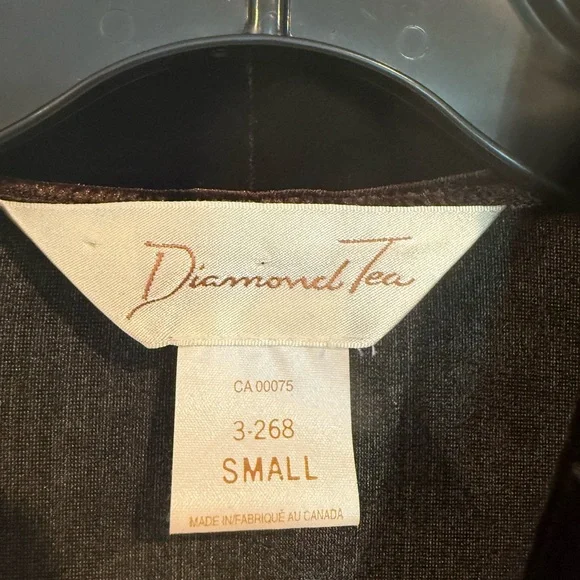 Diamond Tea
CA 00075
3-268
SMALL
MADE IN/FABRIQUÉ AU CANADA